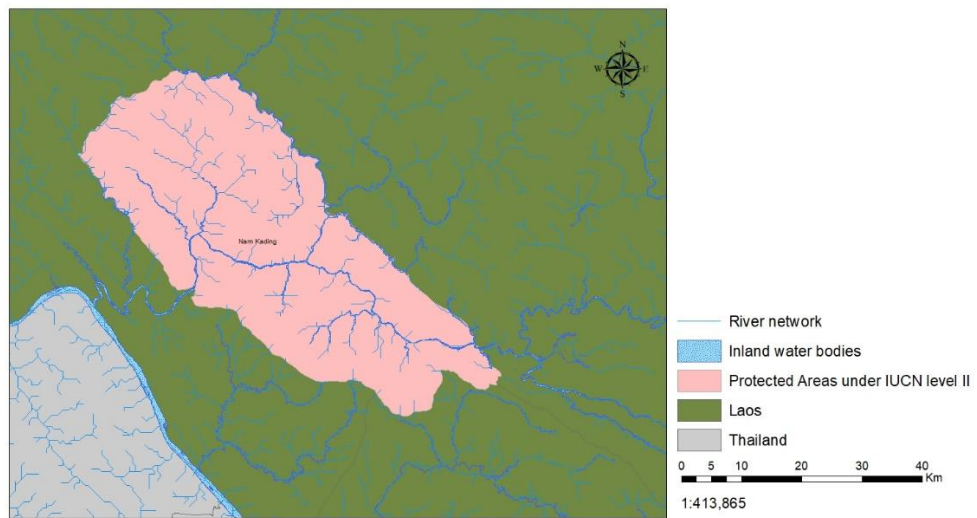 N
W E
S
Nam Kading
River network
Inland water bodies
Protected Areas under IUCN level II
Laos
Thailand
0 5 10 20 30 40
Km
1:413,865